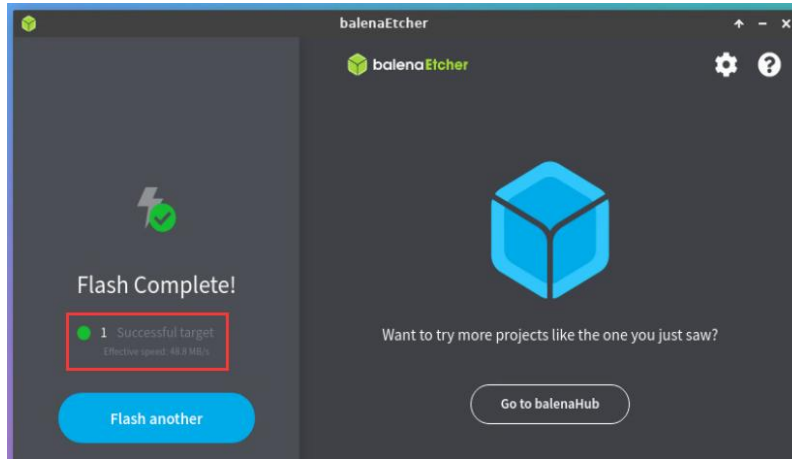 balenaEtcher
balenaEtcher
Flash Complete!
1 Successful target
Effective speed: 48.8 MB/s
Flash another
Want to try more projects like the one you just saw?
Go to balenaHub